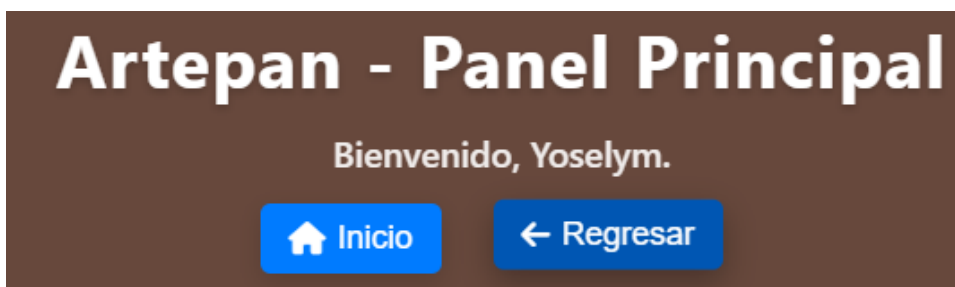 Artepan - Panel Principal
Bienvenido, Yoselym.
Inicio
Regresar